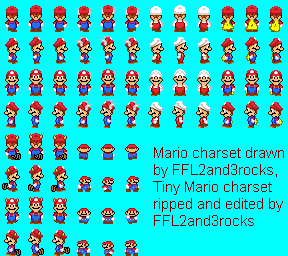 Mario charset drawn
by FFL2and3rocks,
Tiny Mario charset
ripped and edited by
FFL2and3rocks